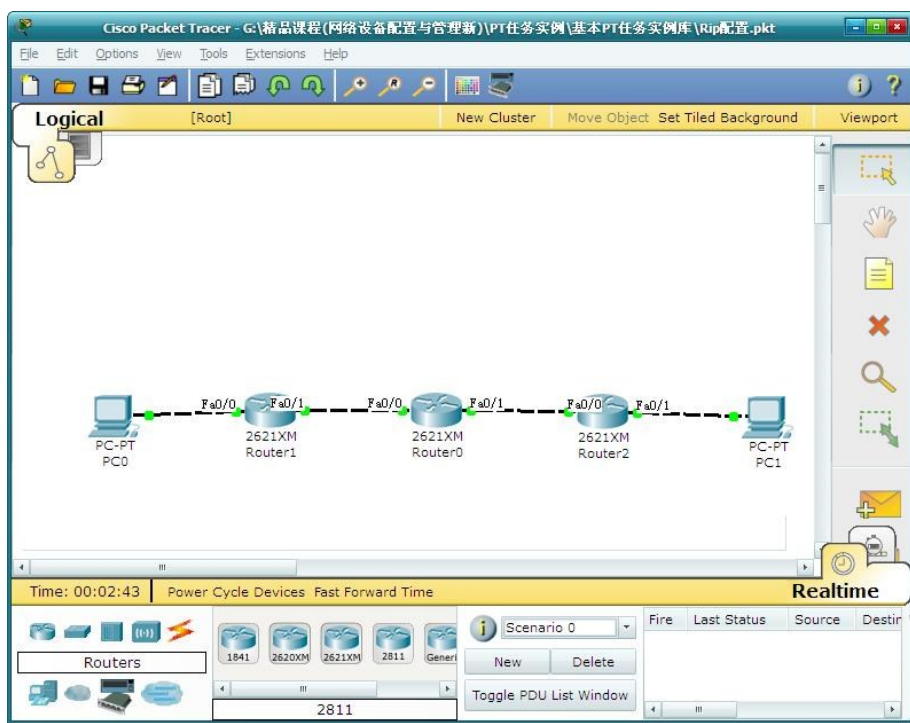 Cisco Packet Tracer - G:\精品课程(网络设备配置与管理新)\PT任务实例\基本PT任务实例库\Rip配置.pkt
File Edit Options View Tools Extensions Help
Logical [Root] New Cluster Move Object Set Tiled Background Viewport
Fa0/0 Fa0/1 Fa0/0 Fa0/1 Fa0/0 Fa0/1
PC-PT
PC0
2621XM
Router1
2621XM
Router0
2621XM
Router2
PC-PT
PC1
Time: 00:02:43 Power Cycle Devices Fast Forward Time Realtime
Routers
1841 2620XM 2621XM 2811 Generi
2811
Scenario 0
New Delete
Toggle PDU List Window
Fire Last Status Source Destin